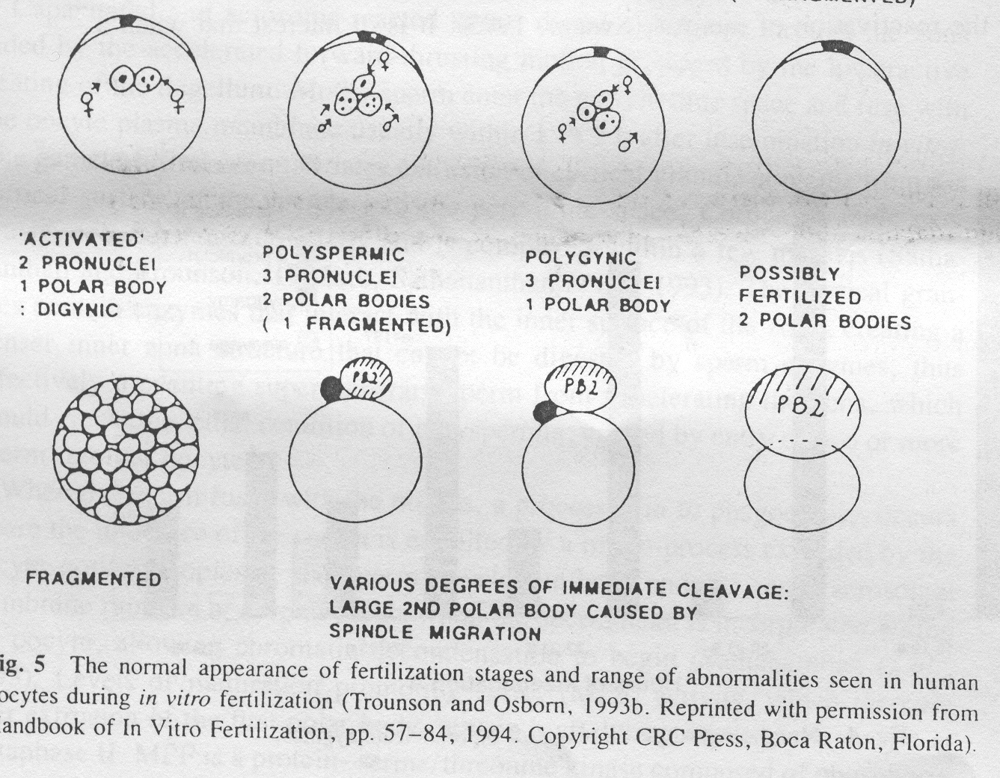 'ACTIVATED'
2 PRONUCLEI
1 POLAR BODY
: DIGYNIC
POLYSPERMIC
3 PRONUCLEI
2 POLAR BODIES
( 1 FRAGMENTED)
POLYGYNIC
3 PRONUCLEI
1 POLAR BODY
POSSIBLY
FERTILIZED
2 POLAR BODIES
♀ ♀
♀ ♂ ♂
♀ ♀ ♂
PB2
PB2
PB2
FRAGMENTED
VARIOUS DEGREES OF IMMEDIATE CLEAVAGE:
LARGE 2ND POLAR BODY CAUSED BY
SPINDLE MIGRATION
ig. 5 The normal appearance of fertilization stages and range of abnormalities seen in human
ocytes during in vitro fertilization (Trounson and Osborn, 1993b. Reprinted with permission from
andbook of In Vitro Fertilization, pp. 57–84, 1994. Copyright CRC Press, Boca Raton, Florida).